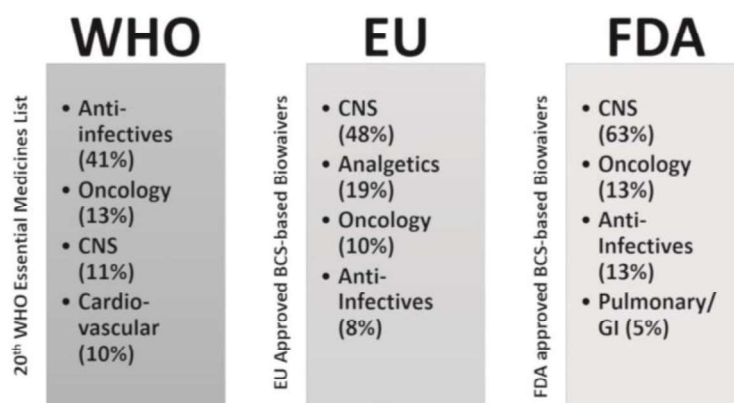 WHO
20th WHO Essential Medicines List
• Anti-
infectives
(41%)
• Oncology
(13%)
• CNS
(11%)
• Cardio-
vascular
(10%)
EU
EU Approved BCS-based Biowaivers
• CNS
(48%)
• Analgetics
(19%)
• Oncology
(10%)
• Anti-
Infectives
(8%)
FDA
FDA approved BCS-based Biowaivers
• CNS
(63%)
• Oncology
(13%)
• Anti-
Infectives
(13%)
• Pulmonary/
GI (5%)